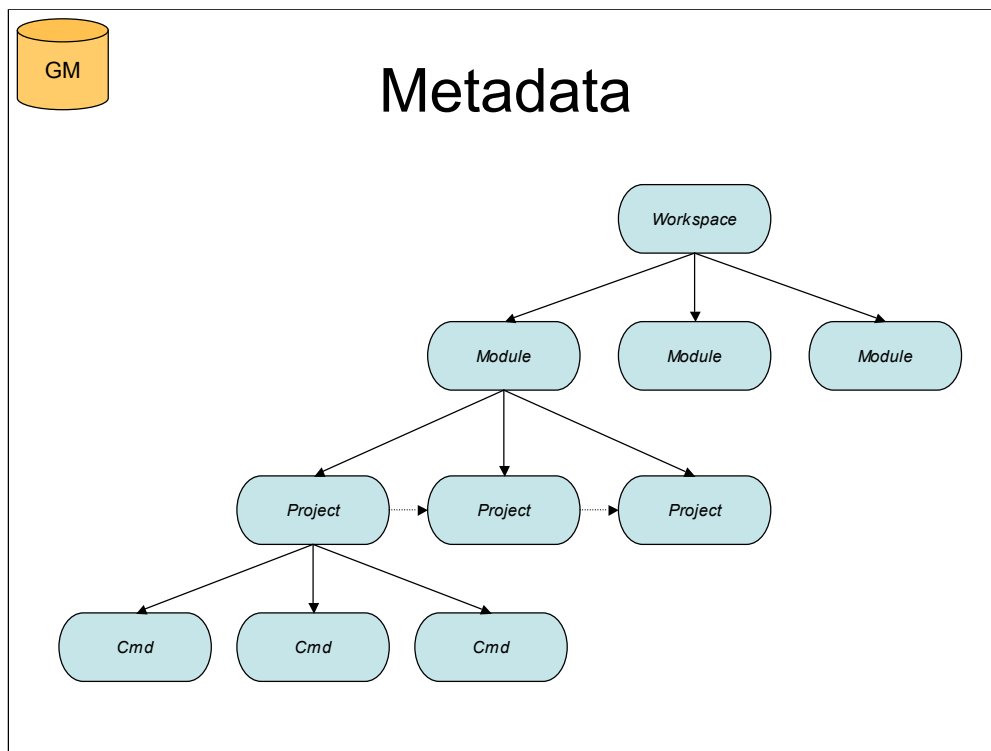 GM
Metadata
Workspace
Module
Module
Module
Project
Project
Project
Cmd
Cmd
Cmd